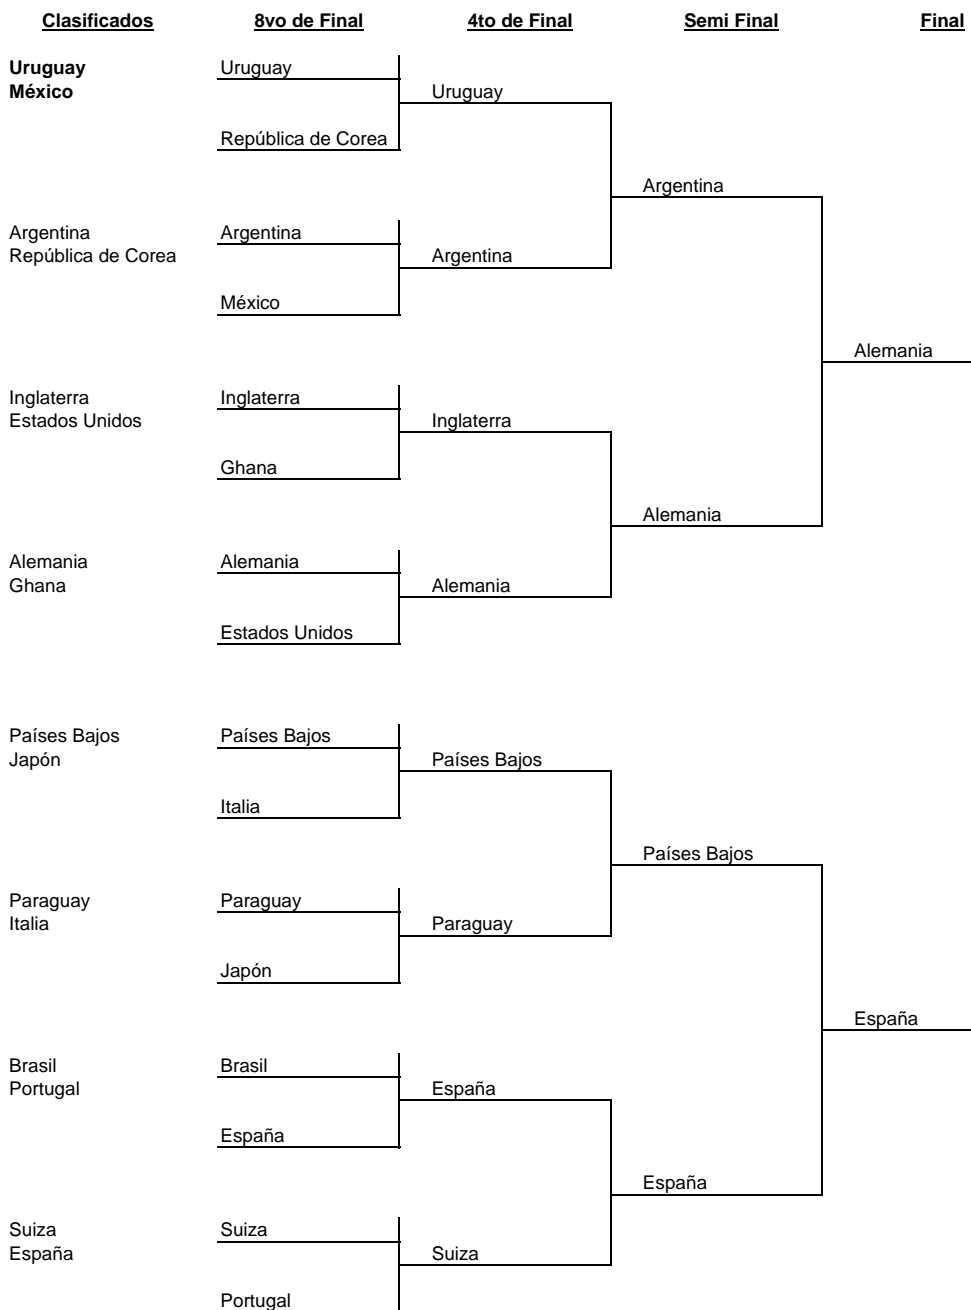 Clasificados 8vo de Final 4to de Final Semi Final Final
Uruguay Uruguay
México Uruguay
República de Corea
Argentina
Argentina Argentina
República de Corea Argentina
México
Alemania
Inglaterra Inglaterra
Estados Unidos Inglaterra
Ghana
Alemania
Alemania Alemania
Ghana Alemania
Estados Unidos
Países Bajos Países Bajos
Japón Países Bajos
Italia
Países Bajos
Paraguay Paraguay
Italia Paraguay
Japón
España
Brasil Brasil
Portugal España
España
España
Suiza Suiza
España Suiza
Portugal